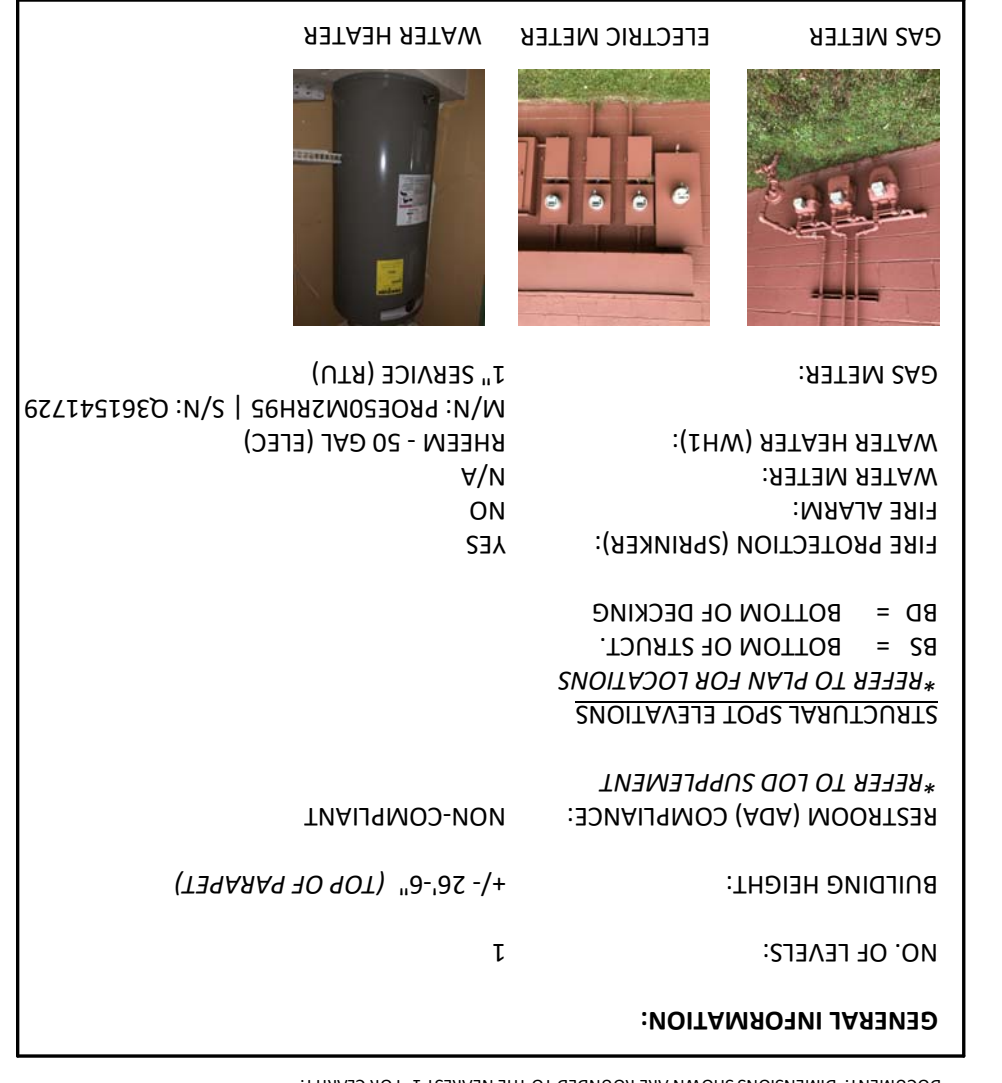 DOCUMENT; DIMENSIONS SHOWN ARE ROUNDED TO THE NEAREST 1" FOR CLARITY.
GENERAL INFORMATION:
NO. OF LEVELS: 1
BUILDING HEIGHT: +/- 26'-6" (TOP OF PARAPET)
RESTROOM (ADA) COMPLIANCE: NON-COMPLIANT
*REFER TO LOD SUPPLEMENT
STRUCTURAL SPOT ELEVATIONS
*REFER TO PLAN FOR LOCATIONS
BS = BOTTOM OF STRUCT.
BD = BOTTOM OF DECKING
FIRE PROTECTION (SPRINKER): YES
FIRE ALARM: NO
WATER METER: N/A
WATER HEATER (WH1): RHEEM - 50 GAL (ELEC)
M/N: PROE50M2RH95 | S/N: Q361541729
GAS METER: 1" SERVICE (RTU)
GAS METER ELECTRIC METER WATER HEATER